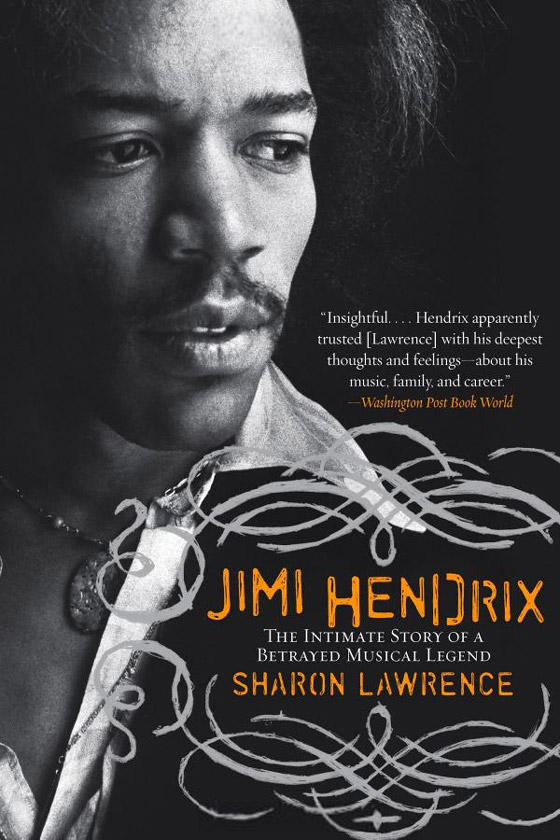 “Insightful. . . . Hendrix apparently
trusted [Lawrence] with his deepest
thoughts and feelings—about his
music, family, and career.”
—Washington Post Book World
JIMI HENDRIX
The Intimate Story of a
Betrayed Musical Legend
SHARON LAWRENCE